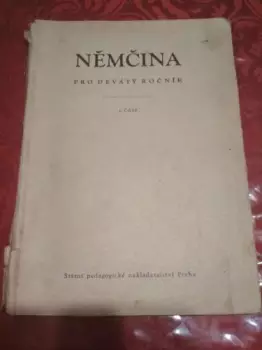 NĚMČINA
PRO DEVÁTÝ ROČNÍK
Státní pedagogické nakladatelství Praha